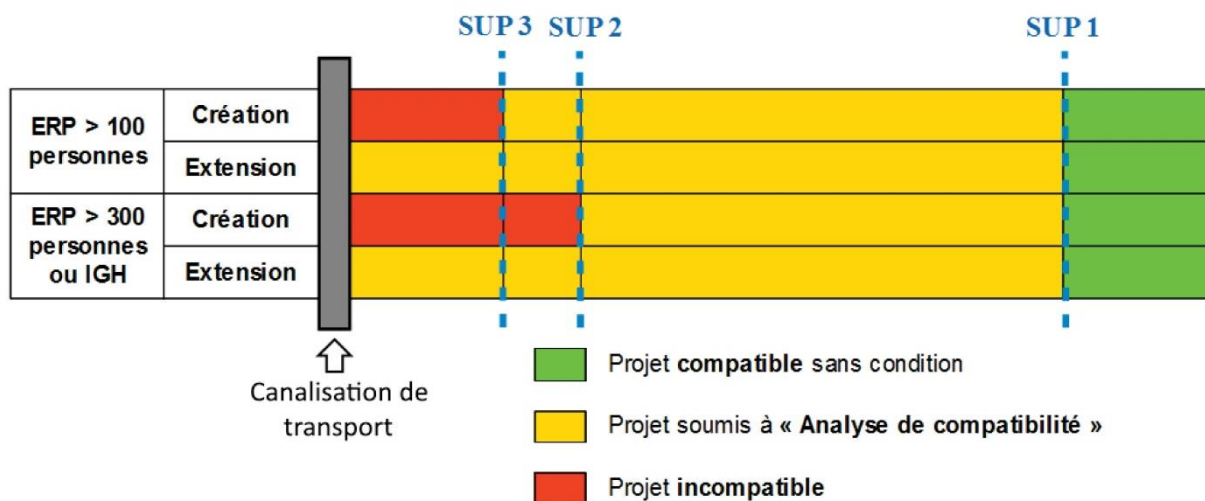 SUP 3 SUP 2 SUP 1
ERP > 100
personnes
Création
Extension
ERP > 300
personnes
ou IGH
Création
Extension
Canalisation de
transport
Projet compatible sans condition
Projet soumis à « Analyse de compatibilité »
Projet incompatible